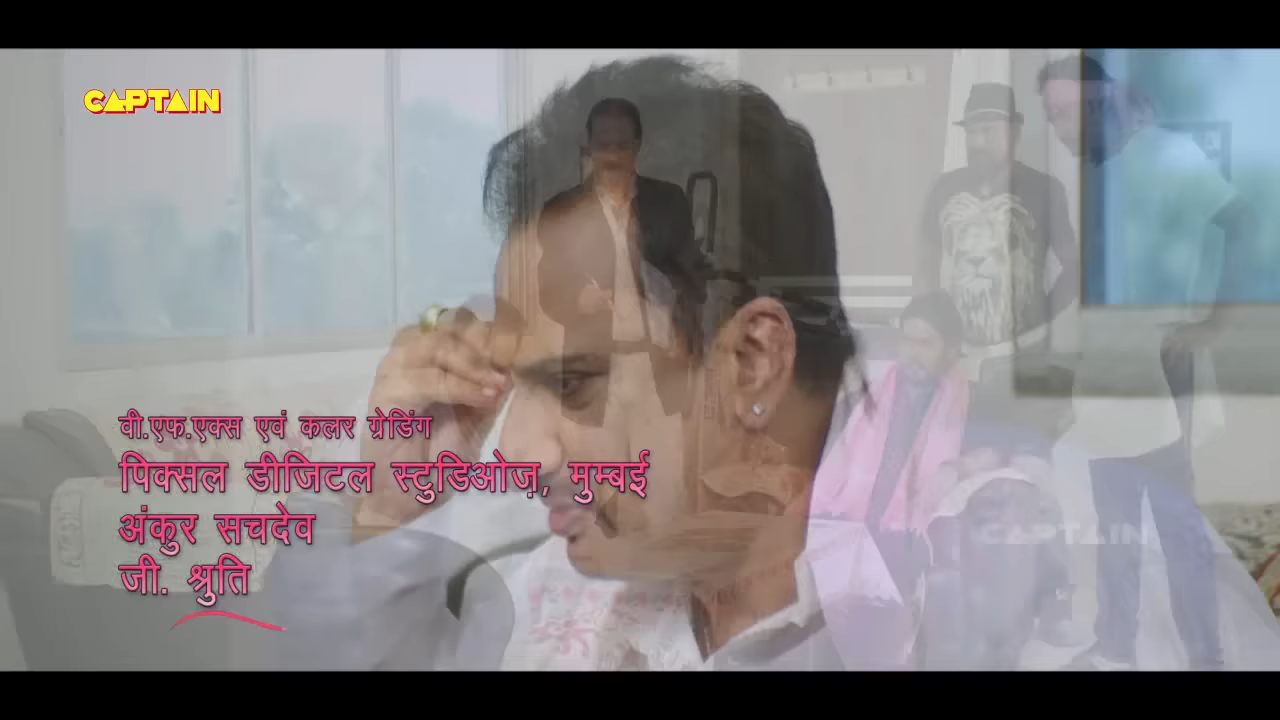 CAPTAIN
वी.एफ.एक्स एवं कलर ग्रेडिंग
पिक्सल डीजिटल स्टुडिओज़, मुम्बई
अंकुर सचदेव
CAPTAIN
जी. श्रुति